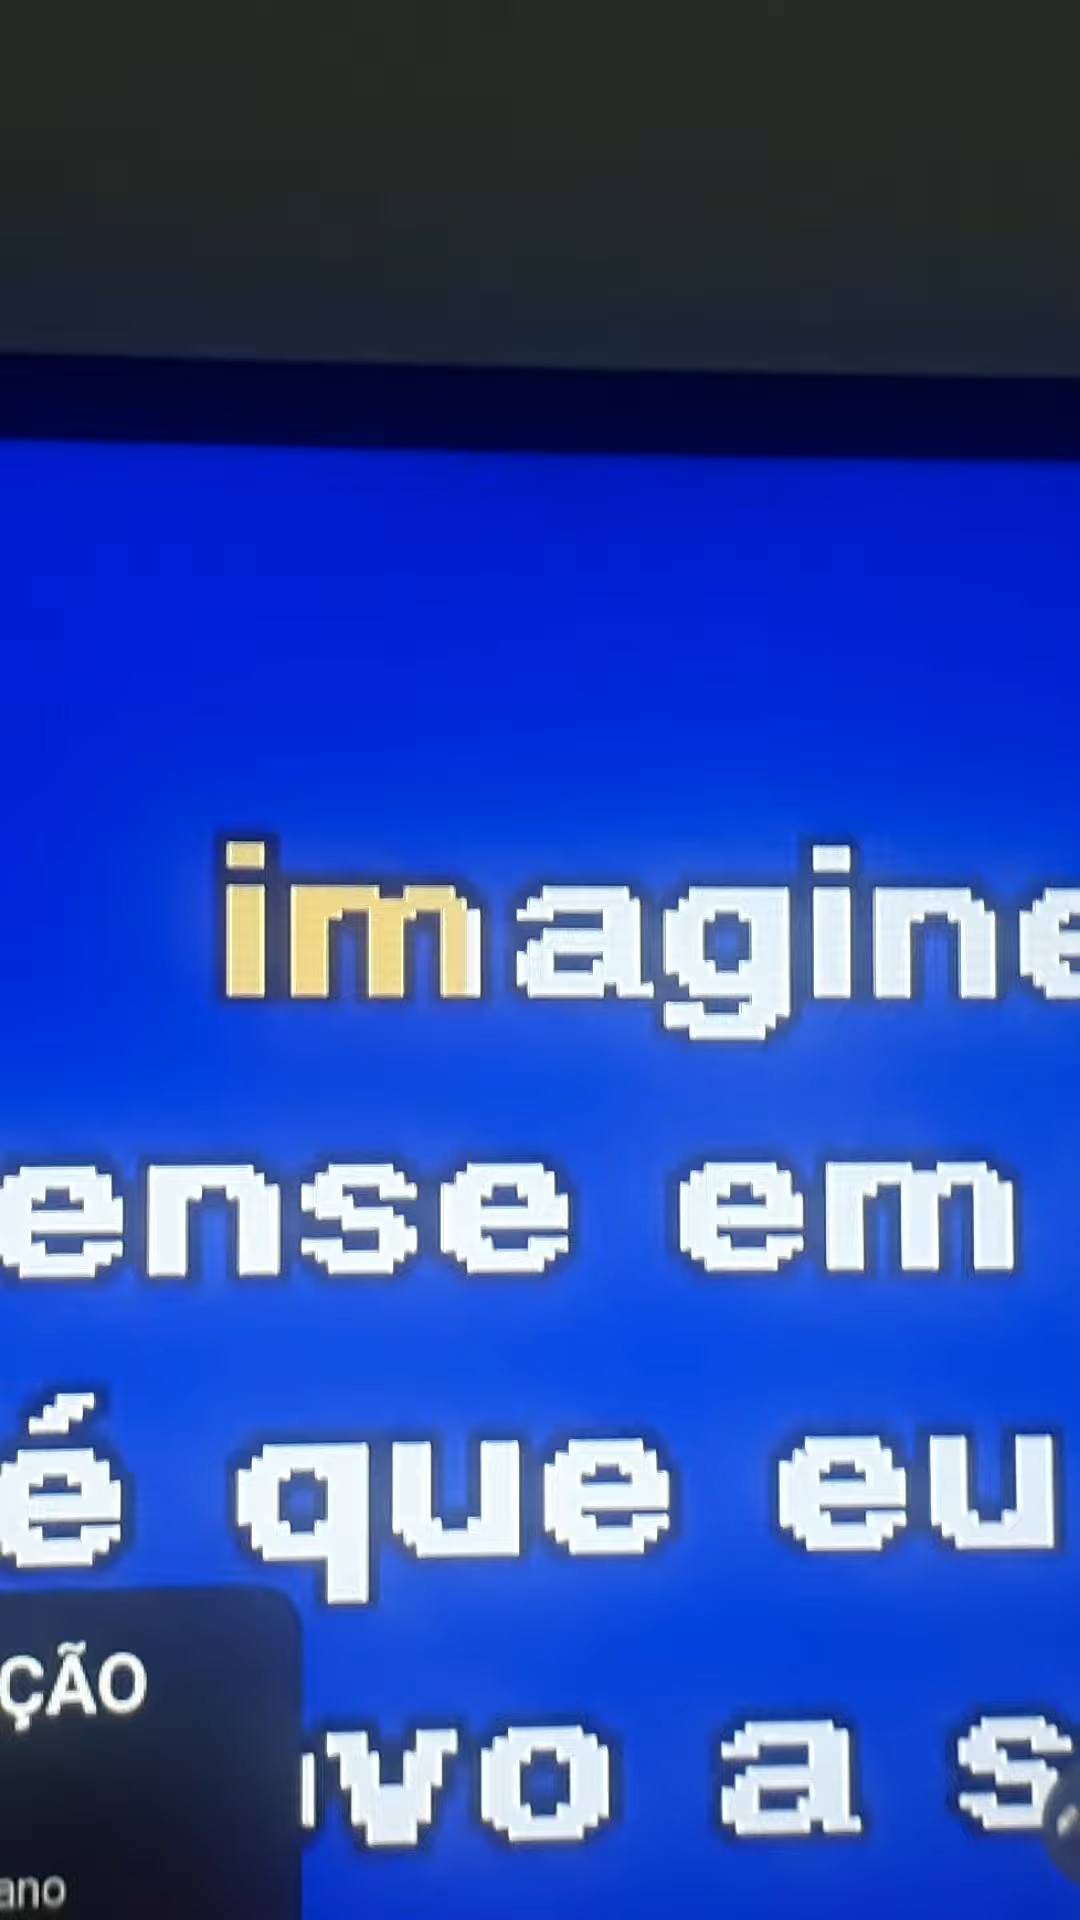 imagine
ense em
é que eu
ÇÃO
vo a s
ano